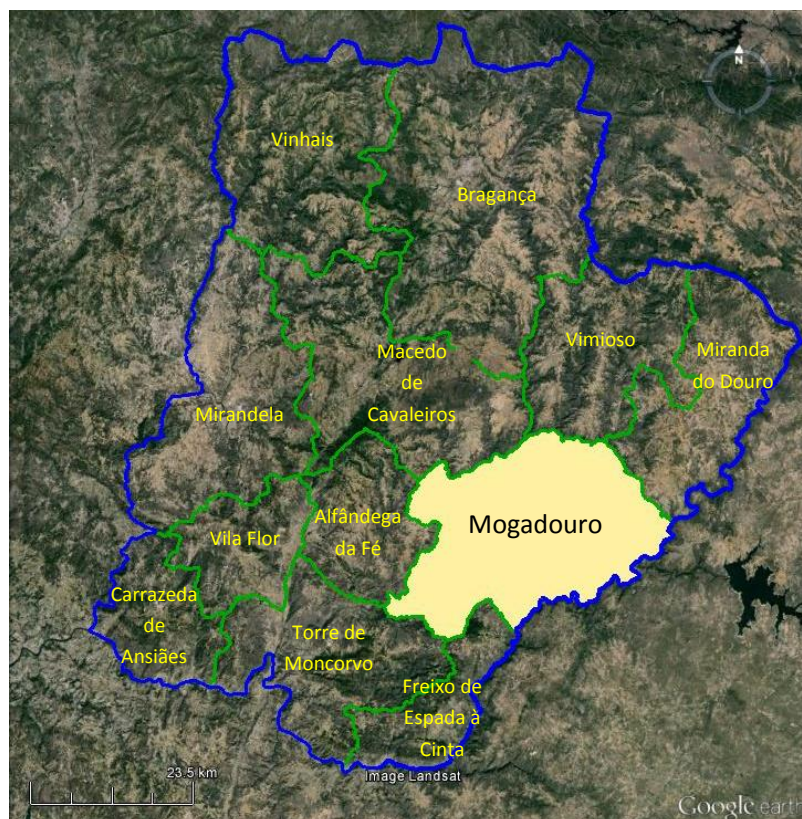 N
Vinhais
Bragança
Vimioso
Miranda
do Douro
Macedo
de
Cavaleiros
Mirandela
Alfândega
da Fé
Mogadouro
Vila Flor
Carrazeda
de
Ansiães
Torre de
Moncorvo
Freixo de
Espada à
Cinta
23.5 km
Image Landsat
Google earth